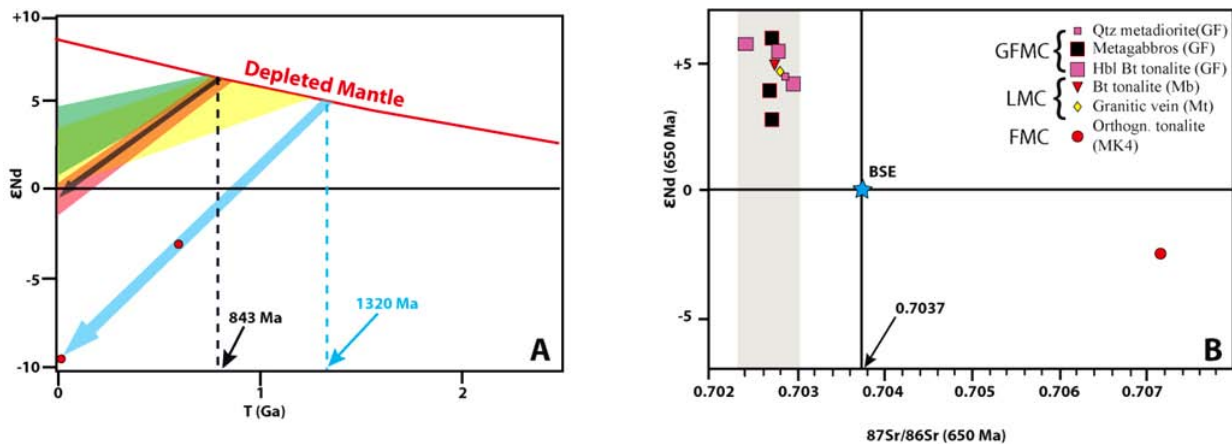 +10
5
0
-5
-10
εNd
0
1
2
T (Ga)
Depleted Mantle
843 Ma
1320 Ma
A
+5
0
-5
εNd (650 Ma)
0.702
0.703
0.704
0.705
0.706
0.707
87Sr/86Sr (650 Ma)
BSE
0.7037
B
GFMC
Qtz metadiorite(GF)
Metagabbros (GF)
Hbl Bt tonalite (GF)
LMC
Bt tonalite (Mb)
Granitic vein (Mt)
FMC
Orthogn. tonalite
(MK4)